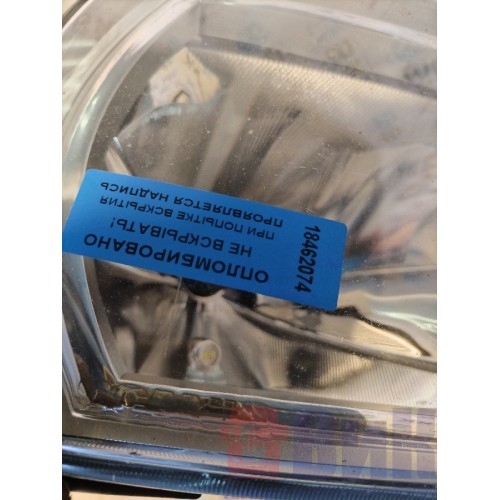 ОПЛОМБИРОВАНО
НЕ ВСКРЫВАТЬ!
ПРИ ПОПЫТКЕ ВСКРЫТИЯ
ПРОЯВЛЯЕТСЯ НАДПИСЬ
18462074